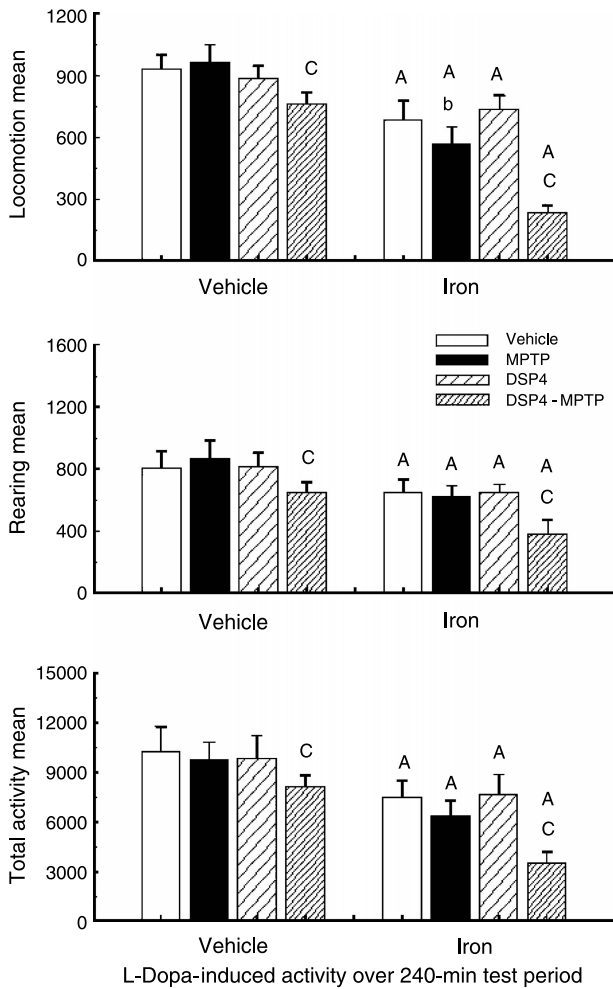 1200
900
600
300
0
Locomotion mean
C
A
A
b
A
A
C
Vehicle
Iron
Vehicle
MPTP
DSP4
DSP4 - MPTP
1600
1200
800
400
0
Rearing mean
C
A
A
A
A
C
Vehicle
Iron
15000
12000
9000
6000
3000
0
Total activity mean
C
A
A
A
A
C
Vehicle
Iron
L-Dopa-induced activity over 240-min test period